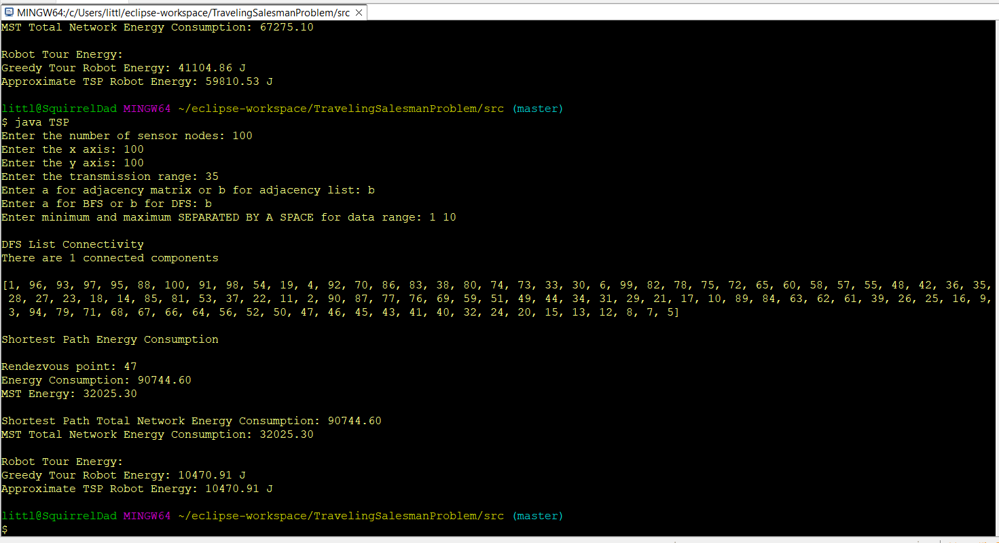 MINGW64:/c/Users/littl/eclipse-workspace/TravelingSalesmanProblem/src
MST Total Network Energy Consumption: 67275.10
Robot Tour Energy:
Greedy Tour Robot Energy: 41104.86 J
Approximate TSP Robot Energy: 59810.53 J
littl@SquirrelDad MINGW64 ~/eclipse-workspace/TravelingSalesmanProblem/src (master)
$ java TSP
Enter the number of sensor nodes: 100
Enter the x axis: 100
Enter the y axis: 100
Enter the transmission range: 35
Enter a for adjacency matrix or b for adjacency list: b
Enter a for BFS or b for DFS: b
Enter minimum and maximum SEPARATED BY A SPACE for data range: 1 10
DFS List Connectivity
There are 1 connected components
[1, 96, 93, 97, 95, 88, 100, 91, 98, 54, 19, 4, 92, 70, 86, 83, 38, 80, 74, 73, 33, 30, 6, 99, 82, 78, 75, 72, 65, 60, 58, 57, 55, 48, 42, 36, 35,
28, 27, 23, 18, 14, 85, 81, 53, 37, 22, 11, 2, 90, 87, 77, 76, 69, 59, 51, 49, 44, 34, 31, 29, 21, 17, 10, 89, 84, 63, 62, 61, 39, 26, 25, 16, 9,
3, 94, 79, 71, 68, 67, 66, 64, 56, 52, 50, 47, 46, 45, 43, 41, 40, 32, 24, 20, 15, 13, 12, 8, 7, 5]
Shortest Path Energy Consumption
Rendezvous point: 47
Energy Consumption: 90744.60
MST Energy: 32025.30
Shortest Path Total Network Energy Consumption: 90744.60
MST Total Network Energy Consumption: 32025.30
Robot Tour Energy:
Greedy Tour Robot Energy: 10470.91 J
Approximate TSP Robot Energy: 10470.91 J
littl@SquirrelDad MINGW64 ~/eclipse-workspace/TravelingSalesmanProblem/src (master)
$